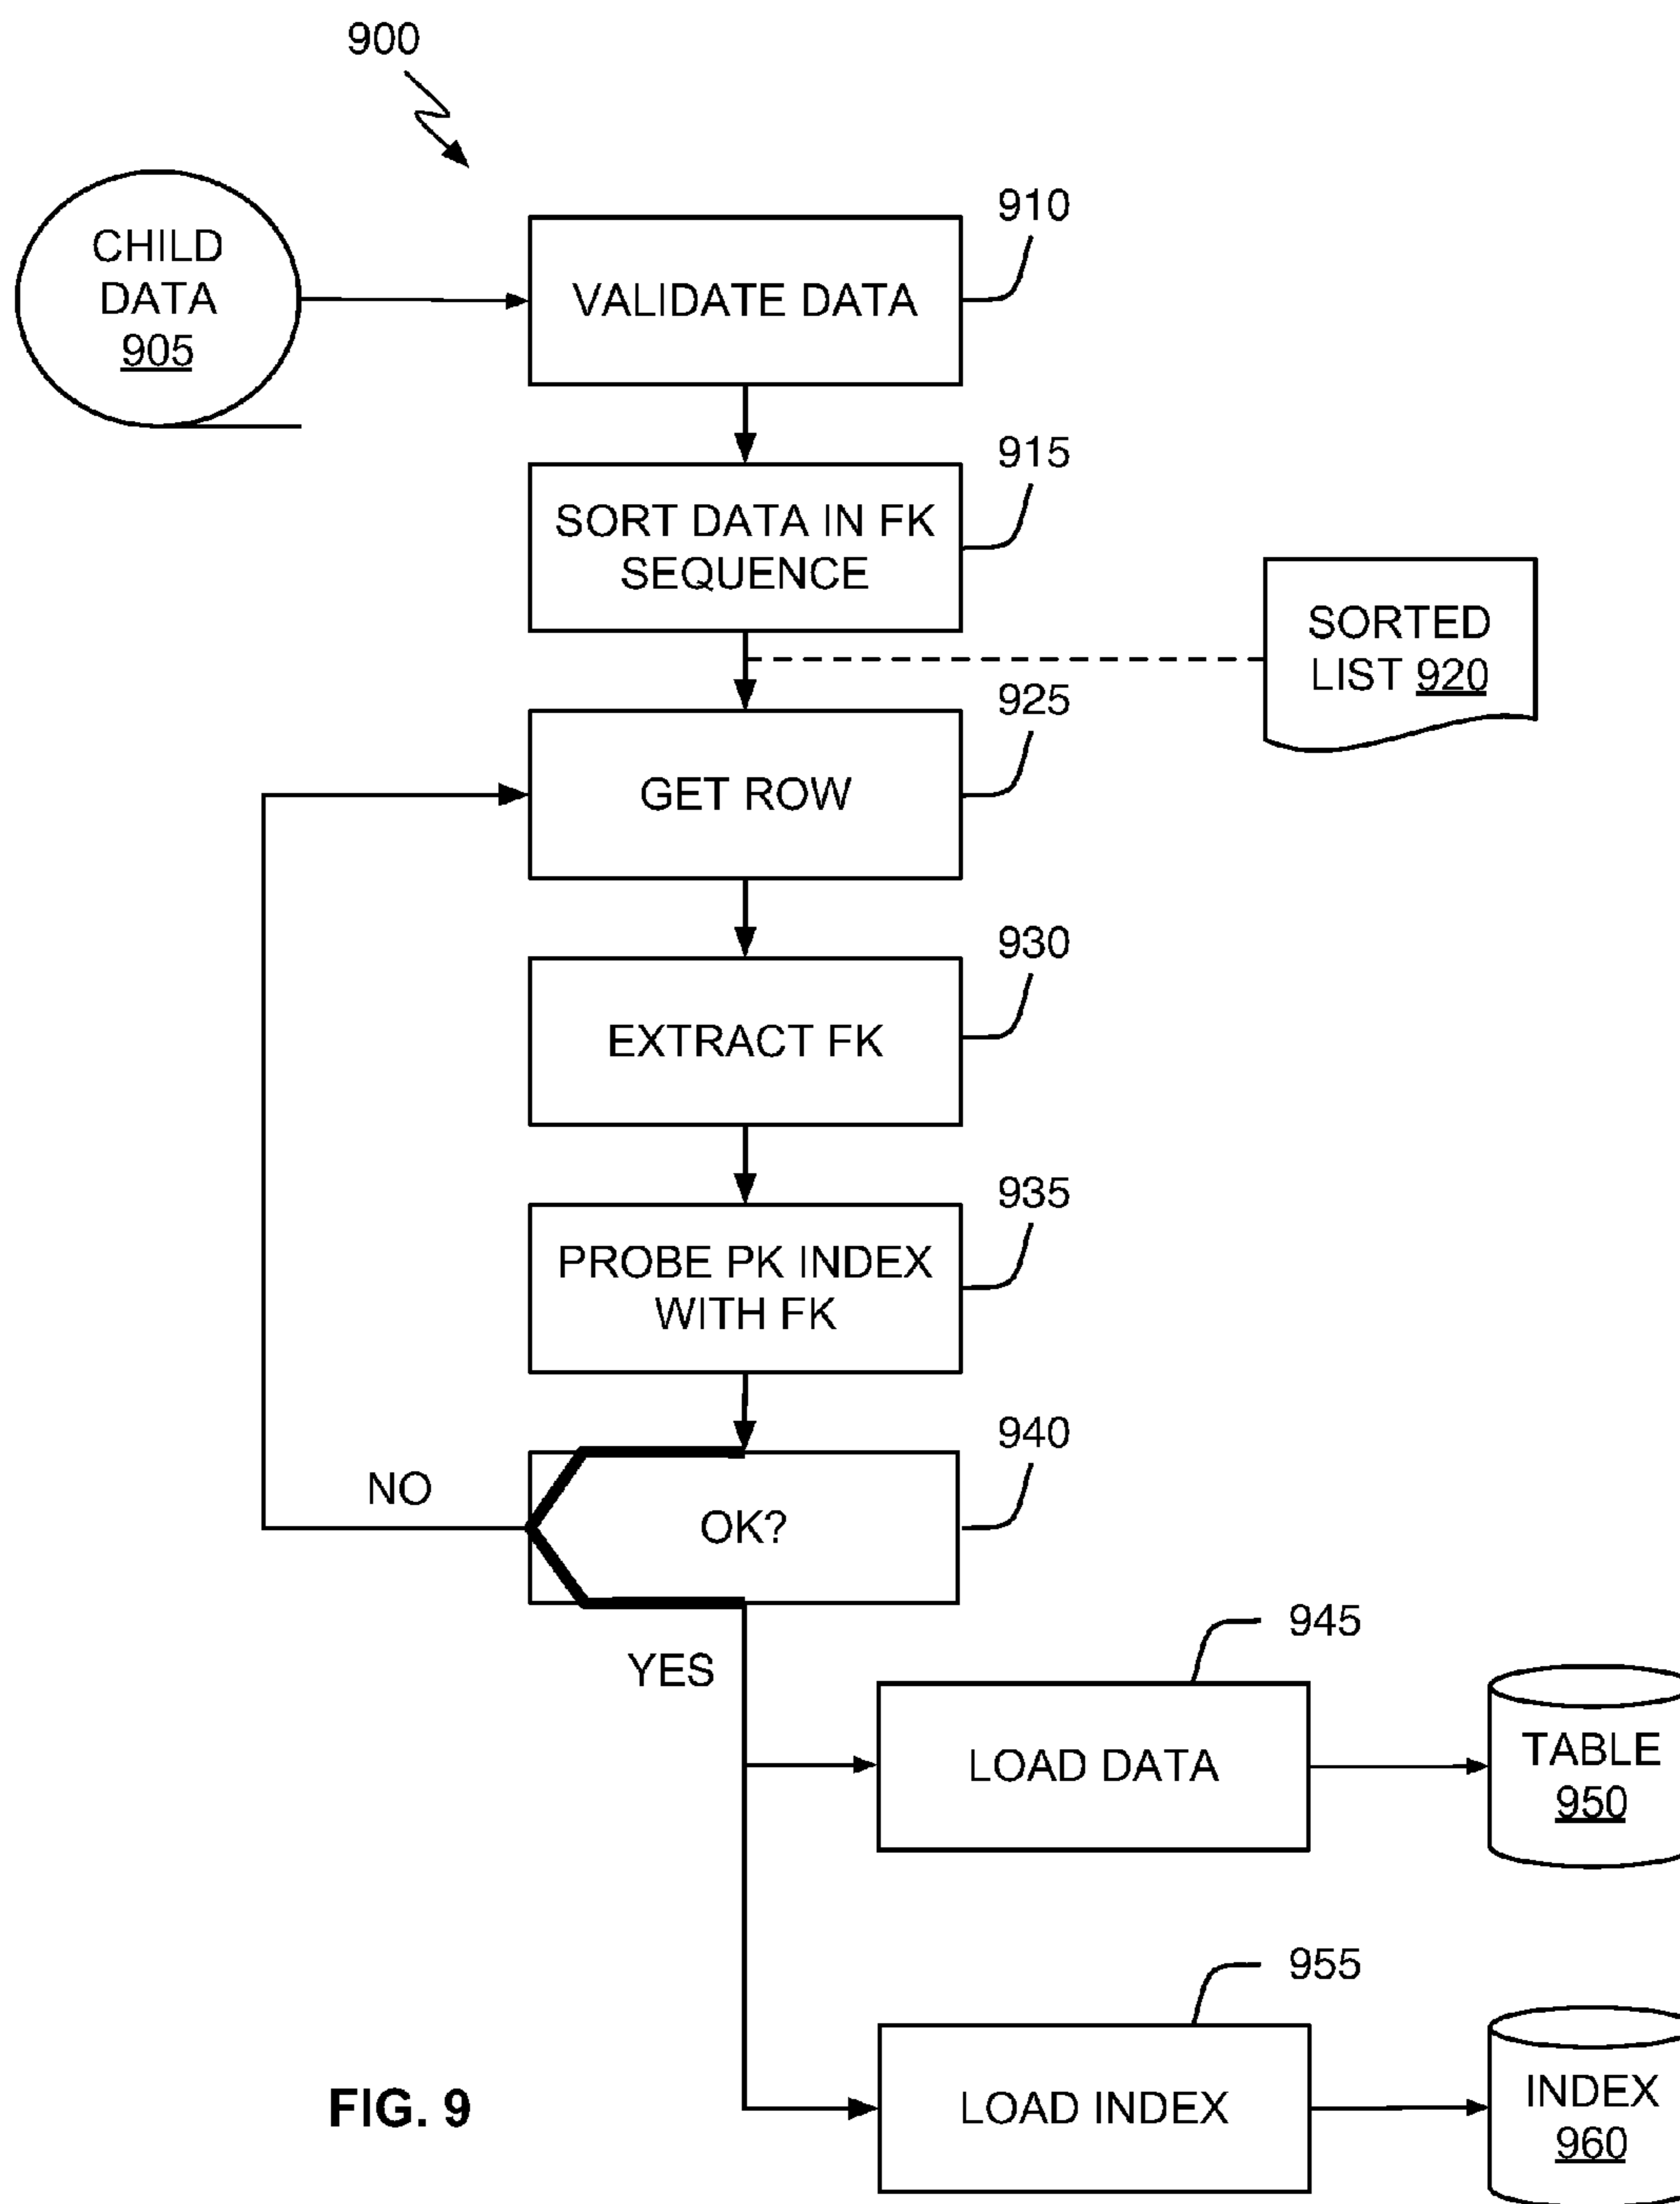 900
CHILD
DATA
905
VALIDATE DATA
910
SORT DATA IN FK
SEQUENCE
915
SORTED
LIST 920
GET ROW
925
EXTRACT FK
930
PROBE PK INDEX
WITH FK
935
OK?
940
NO
YES
LOAD DATA
945
TABLE
950
LOAD INDEX
955
INDEX
960
FIG. 9